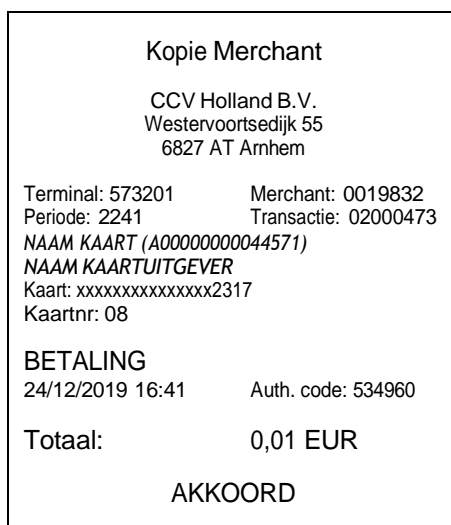 Kopie Merchant
CCV Holland B.V.
Westervoortsedijk 55
6827 AT Arnhem
Terminal: 573201 Merchant: 0019832
Periode: 2241 Transactie: 02000473
NAAM KAART (A00000000044571)
NAAM KAARTUITGEVER
Kaart: xxxxxxxxxxxxxxx2317
Kaartnr: 08
BETALING
24/12/2019 16:41 Auth. code: 534960
Totaal: 0,01 EUR
AKKOORD